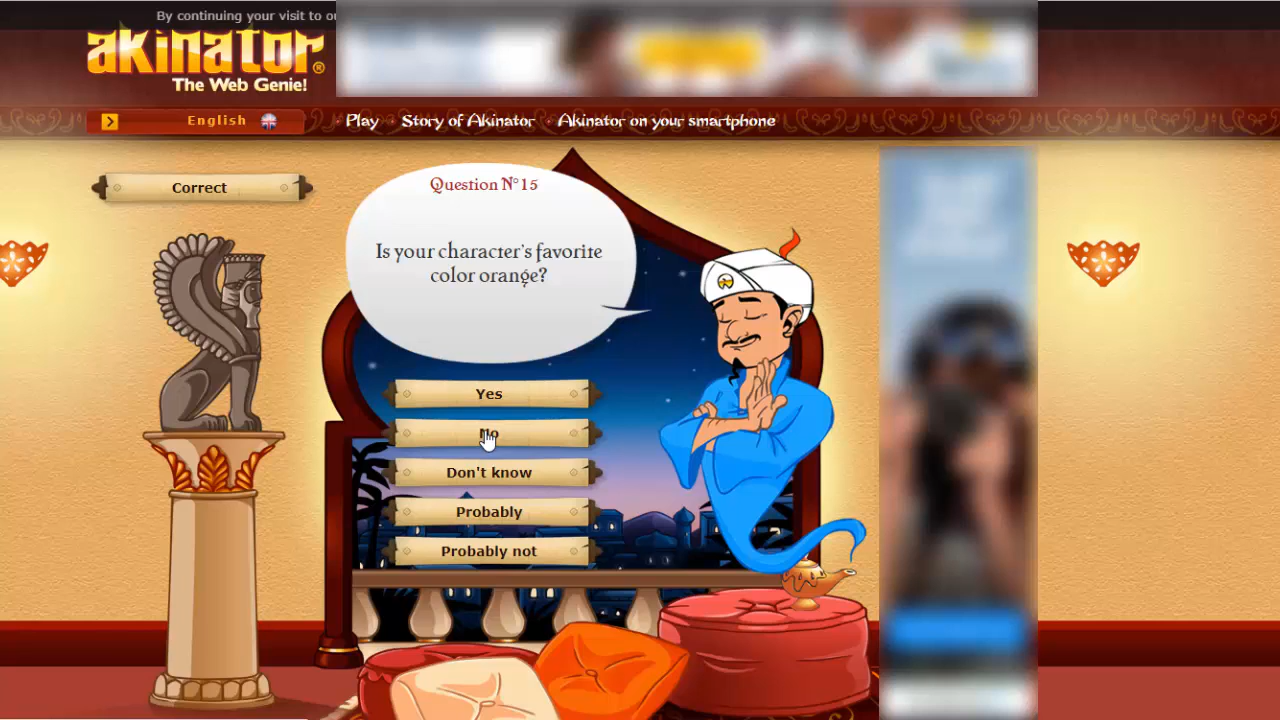 By continuing your visit to
akinator®
The Web Genie!
English
Play · Story of Akinator · Akinator on your smartphone
Correct
Question N°15
Is your character's favorite
color orange?
Yes
No
Don't know
Probably
Probably not